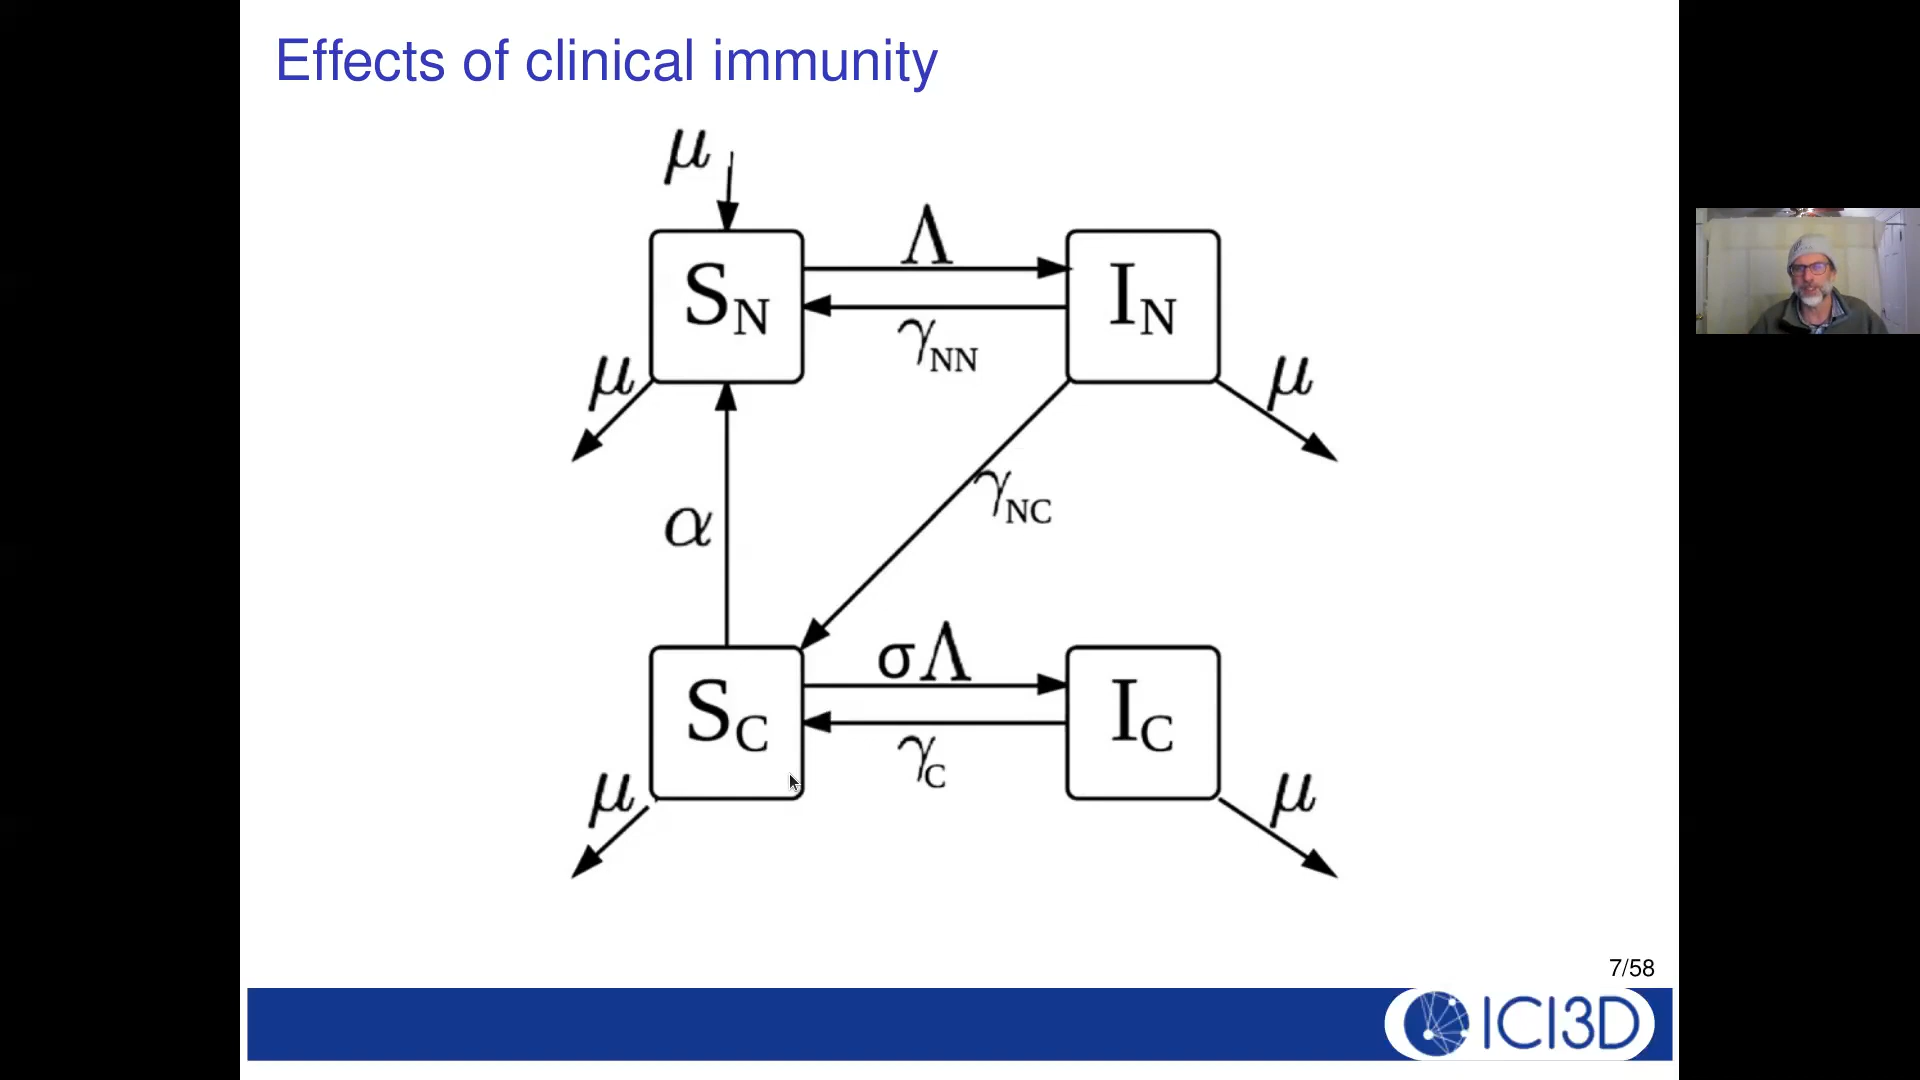 Effects of clinical immunity
μ
S_N
Λ
γ_NN
I_N
μ
μ
α
γ_NC
S_C
σΛ
γ_C
I_C
μ
μ
7/58
ICI3D